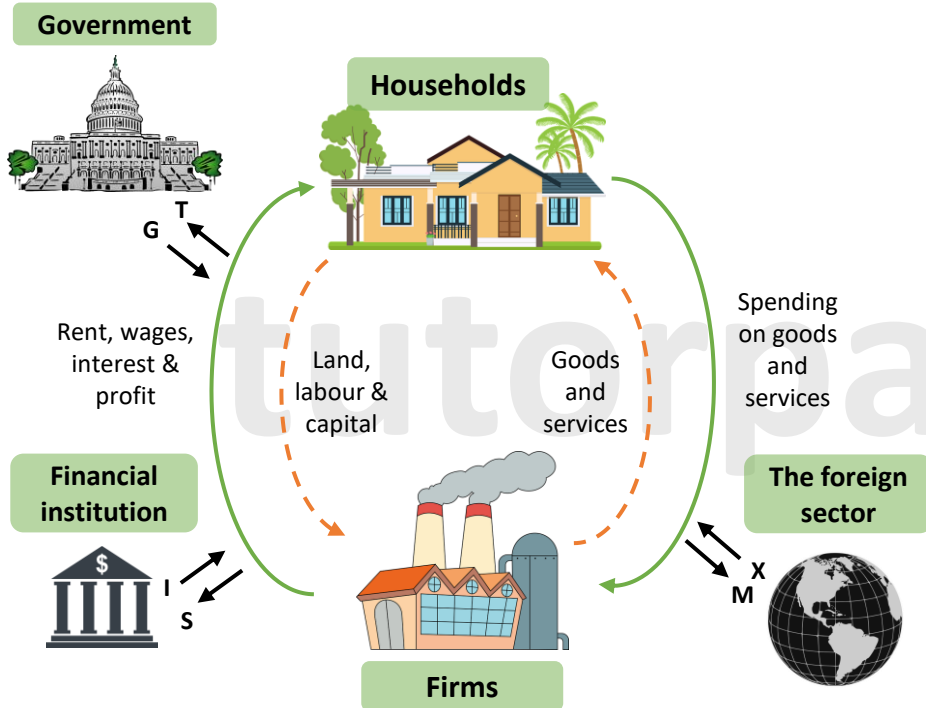 Government
Households
T
G
Rent, wages,
interest &
profit
Land,
labour &
capital
Goods
and
services
Spending
on goods
and
services
tutorpa
Financial
institution
$
I
S
The foreign
sector
X
M
Firms